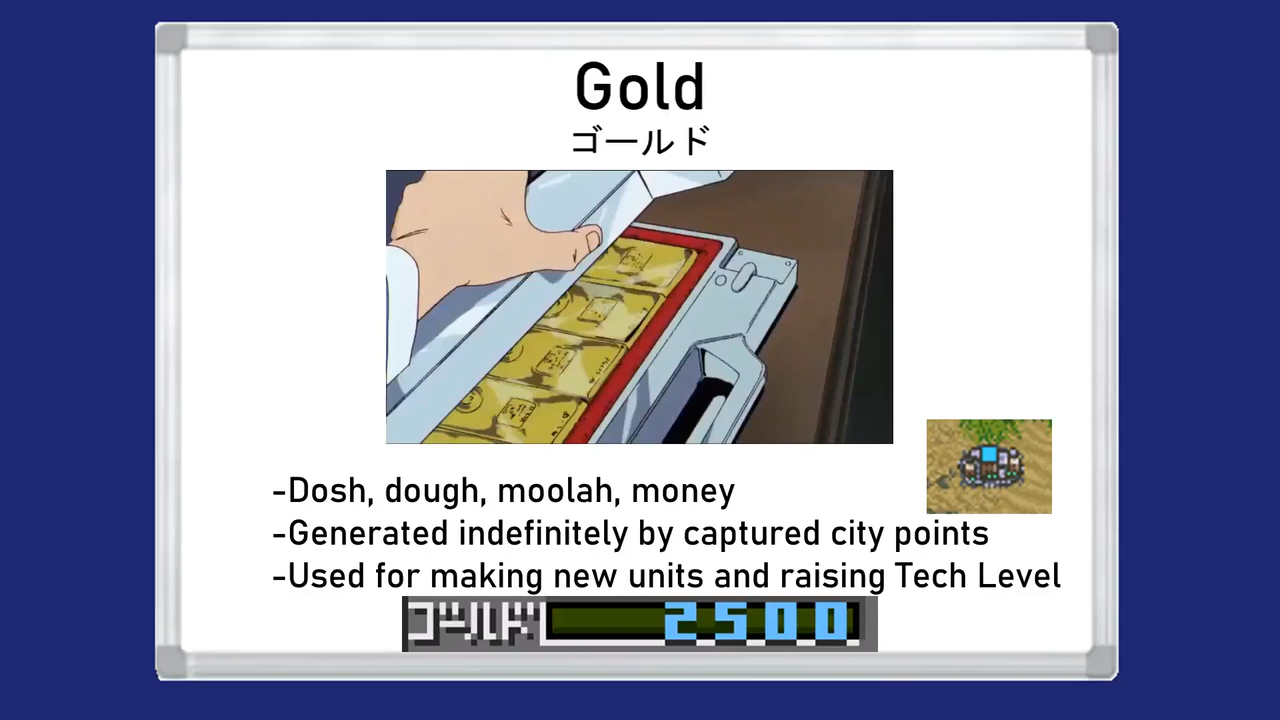 Gold
ゴールド
-Dosh, dough, moolah, money
-Generated indefinitely by captured city points
-Used for making new units and raising Tech Level
ゴールド 2500